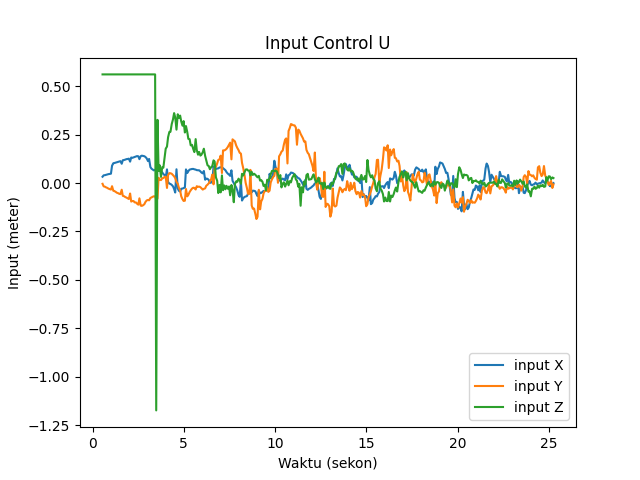 Input Control U
0.50
0.25
0.00
−0.25
−0.50
−0.75
−1.00
−1.25
Input (meter)
0
5
10
15
20
25
Waktu (sekon)
input X
input Y
input Z